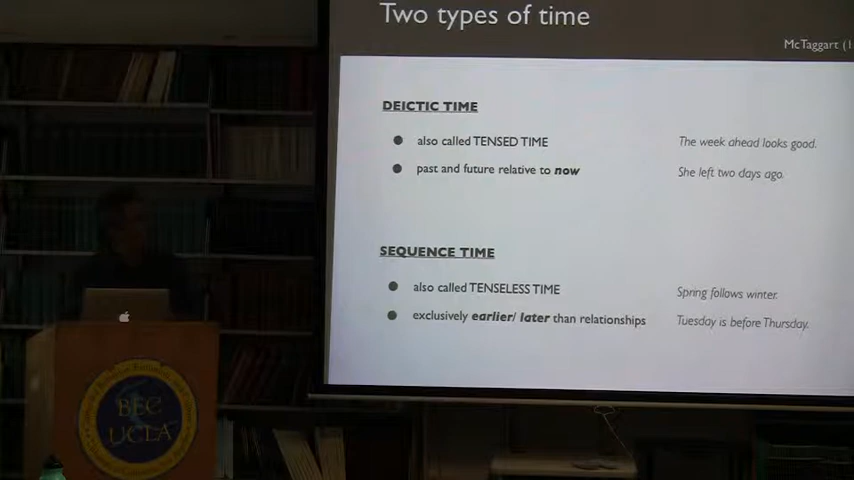 Two types of time
McTaggart (1
DEICTIC TIME
also called TENSED TIME
The week ahead looks good.
past and future relative to now
She left two days ago.
SEQUENCE TIME
also called TENSELESS TIME
Spring follows winter.
exclusively earlier/ later than relationships
Tuesday is before Thursday.
BEC
UCLA